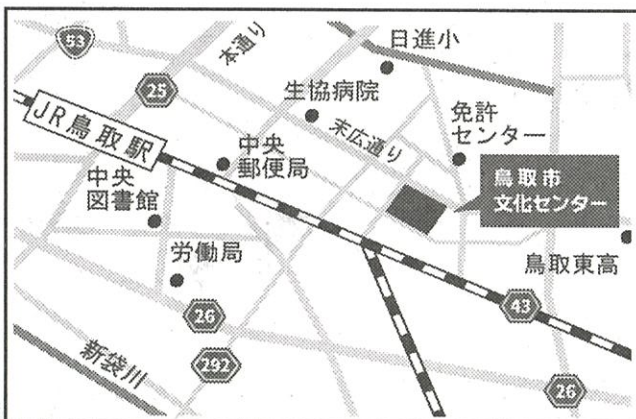 53
本通り
日進小
25
生協病院
末広通り
免許
センター
JR鳥取駅
中央
郵便局
鳥取市
文化センター
中央
図書館
鳥取東高
労働局
43
26
新袋川
292
26